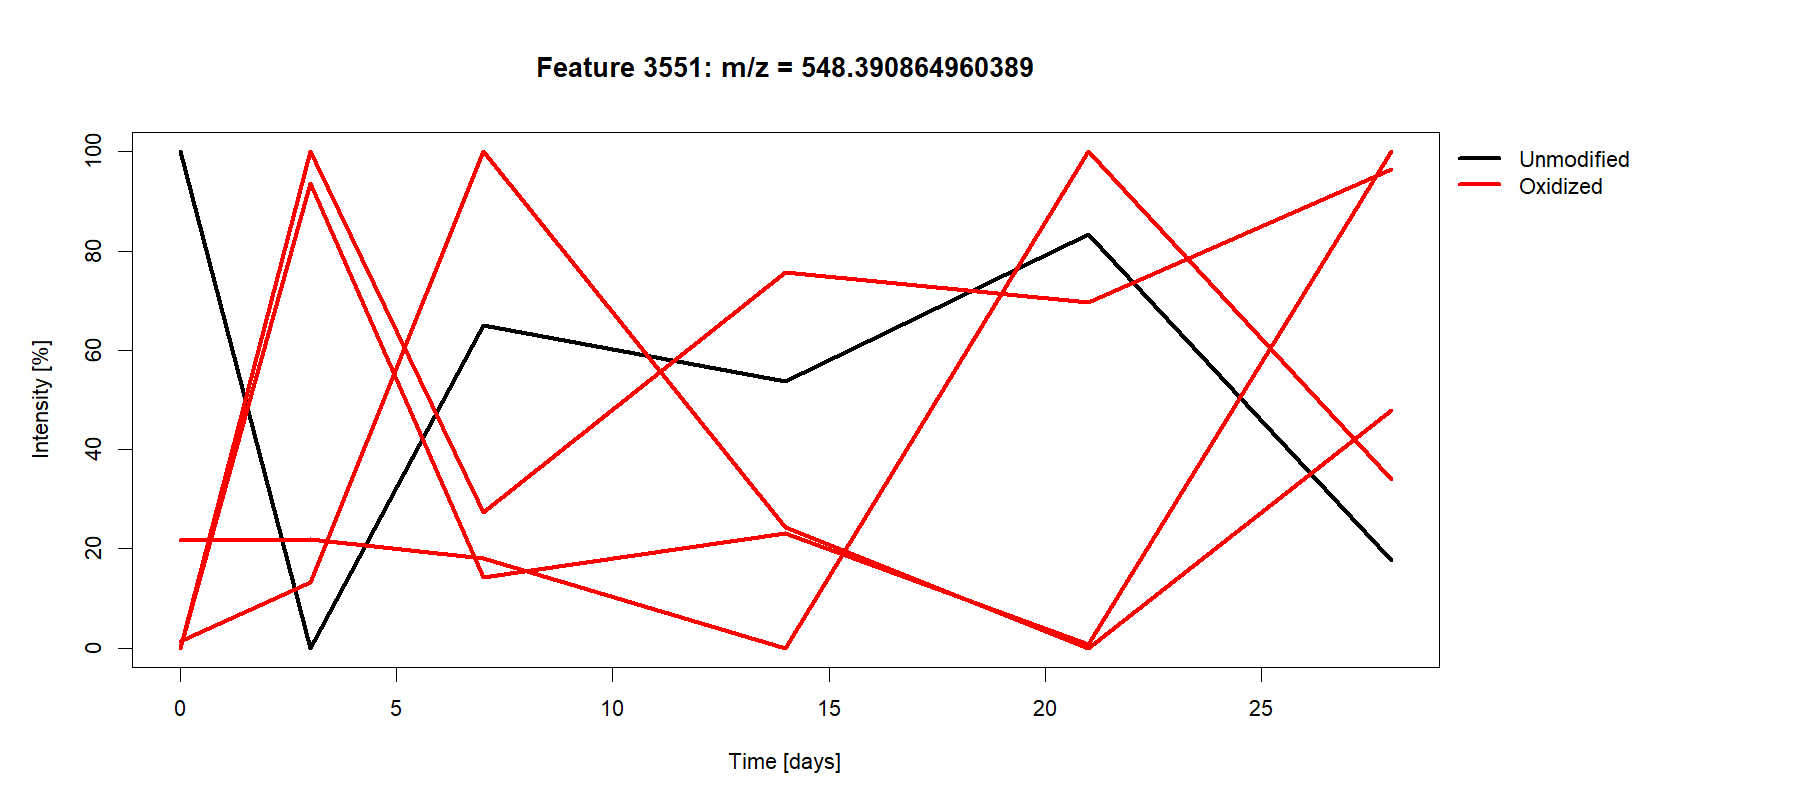 Feature 3551: m/z = 548.390864960389
Unmodified
Oxidized
Intensity [%]
100
80
60
40
20
0
0 5 10 15 20 25
Time [days]